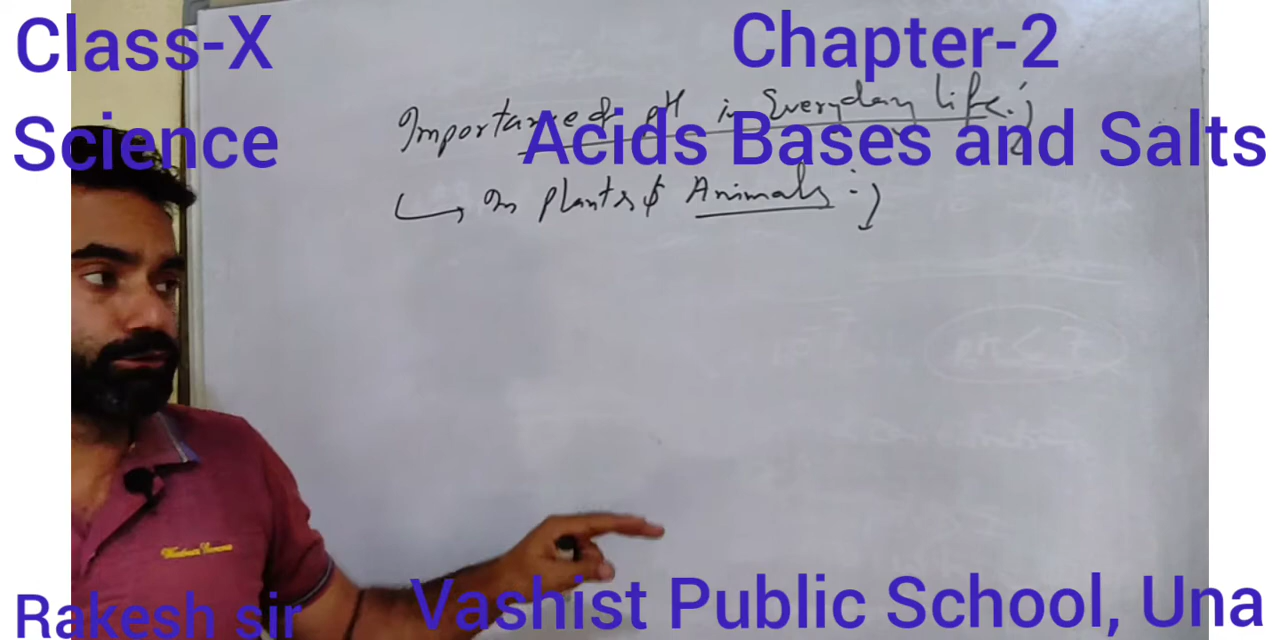 Class-X
Chapter-2
Science
Acids Bases and Salts
Importance of pH in Everyday life :-
↳ In plants & Animals :-
Rakesh sir
Vashist Public School, Una